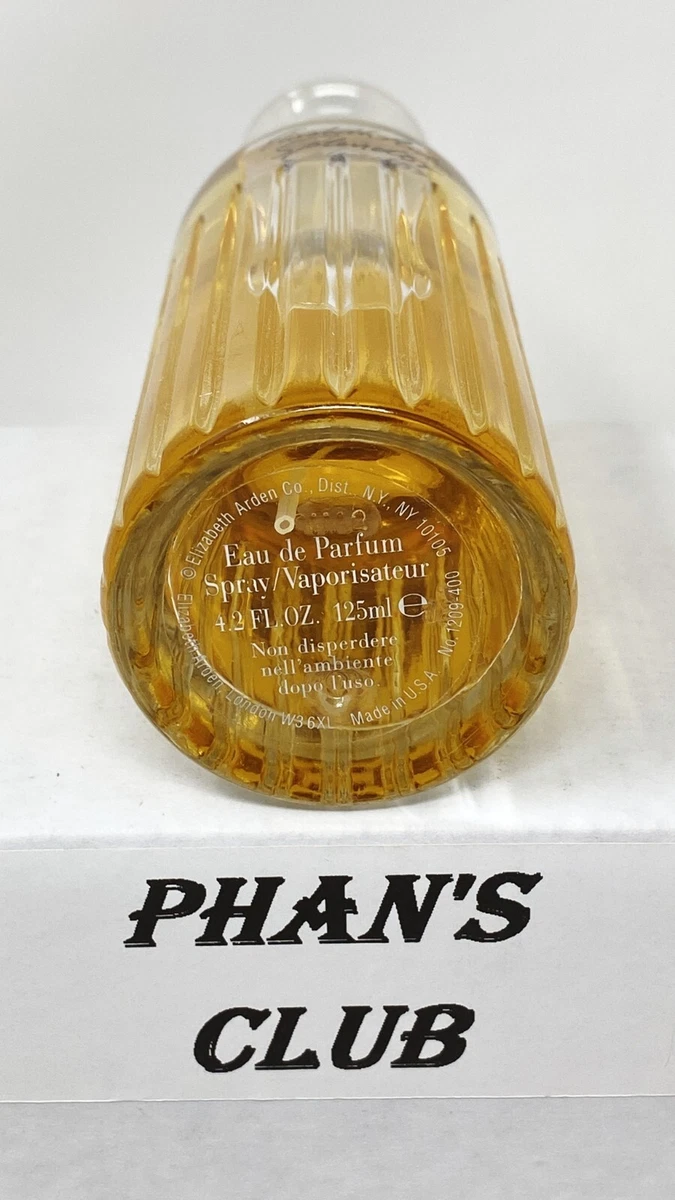 © Elizabeth Arden Co., Dist. N.Y., NY 10105
Eau de Parfum
Spray/Vaporisateur
4.2 FL.OZ. 125ml ℮
Non disperdere
nell'ambiente
dopo l'uso.
Elizabeth Arden, London W3 6XL Made in U.S.A. No. 1209-400
PHAN'S
CLUB